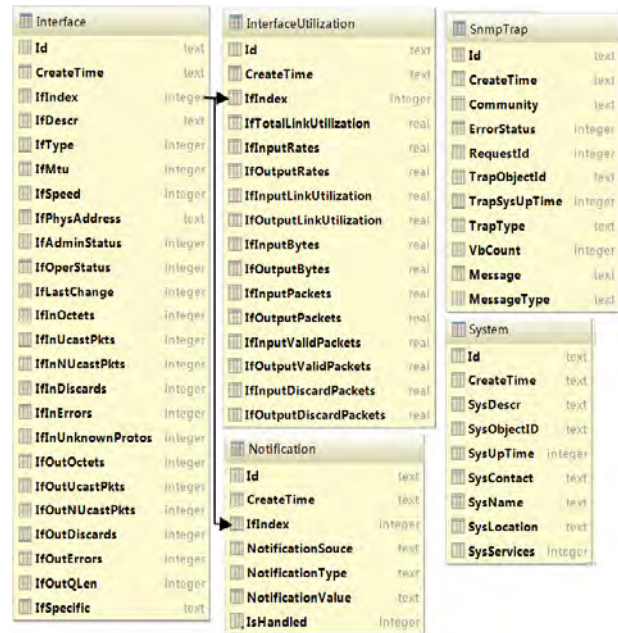 Interface
Id text
CreateTime text
IfIndex integer
IfDescr text
IfType integer
IfMtu integer
IfSpeed integer
IfPhysAddress text
IfAdminStatus integer
IfOperStatus integer
IfLastChange integer
IfInOctets integer
IfInUcastPkts integer
IfInNUcastPkts integer
IfInDiscards integer
IfInErrors integer
IfInUnknownProtos integer
IfOutOctets integer
IfOutUcastPkts integer
IfOutNUcastPkts integer
IfOutDiscards integer
IfOutErrors integer
IfOutQLen integer
IfSpecific text
InterfaceUtilization
Id text
CreateTime text
IfIndex integer
IfTotalLinkUtilization real
IfInputRates real
IfOutputRates real
IfInputLinkUtilization real
IfOutputLinkUtilization real
IfInputBytes real
IfOutputBytes real
IfInputPackets real
IfOutputPackets real
IfInputValidPackets real
IfOutputValidPackets real
IfInputDiscardPackets real
IfOutputDiscardPackets real
Notification
Id text
CreateTime text
IfIndex integer
NotificationSouce text
NotificationType text
NotificationValue text
IsHandled integer
SnmpTrap
Id text
CreateTime text
Community text
ErrorStatus integer
RequestId integer
TrapObjectId text
TrapSysUpTime integer
TrapType text
VbCount integer
Message text
MessageType text
System
Id text
CreateTime text
SysDescr text
SysObjectID text
SysUpTime integer
SysContact text
SysName text
SysLocation text
SysServices integer